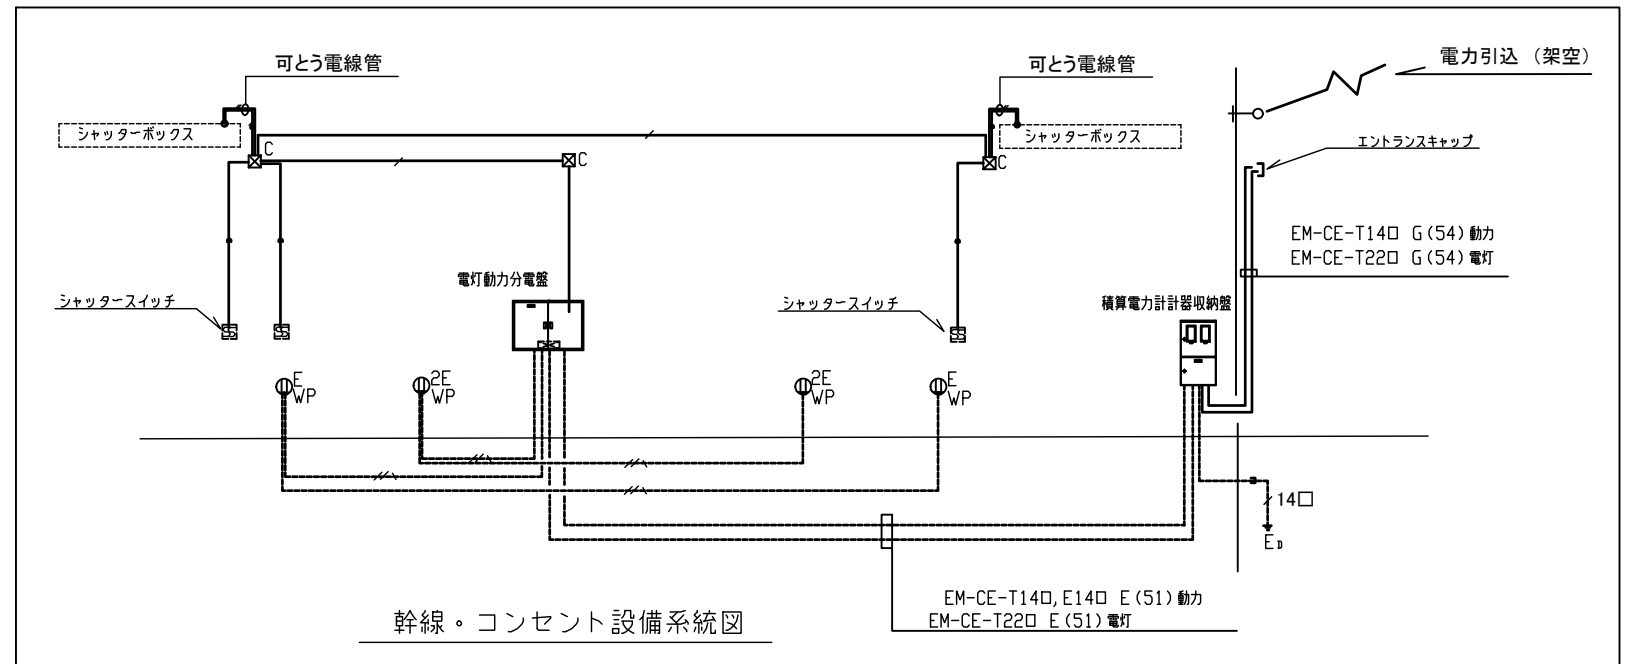 可とう電線管
可とう電線管
電力引込 (架空)
シャッターボックス
シャッターボックス
エントランスキャップ
C
C
C
EM-CE-T14□ G(54)動力
EM-CE-T22□ G(54)電灯
電灯動力分電盤
シャッタースイッチ
シャッタースイッチ
積算電力計計器収納盤
S
S
S
E
WP
2E
WP
2E
WP
E
WP
14□
ED
EM-CE-T14□,E14□ E(51)動力
EM-CE-T22□ E(51)電灯
幹線・コンセント設備系統図